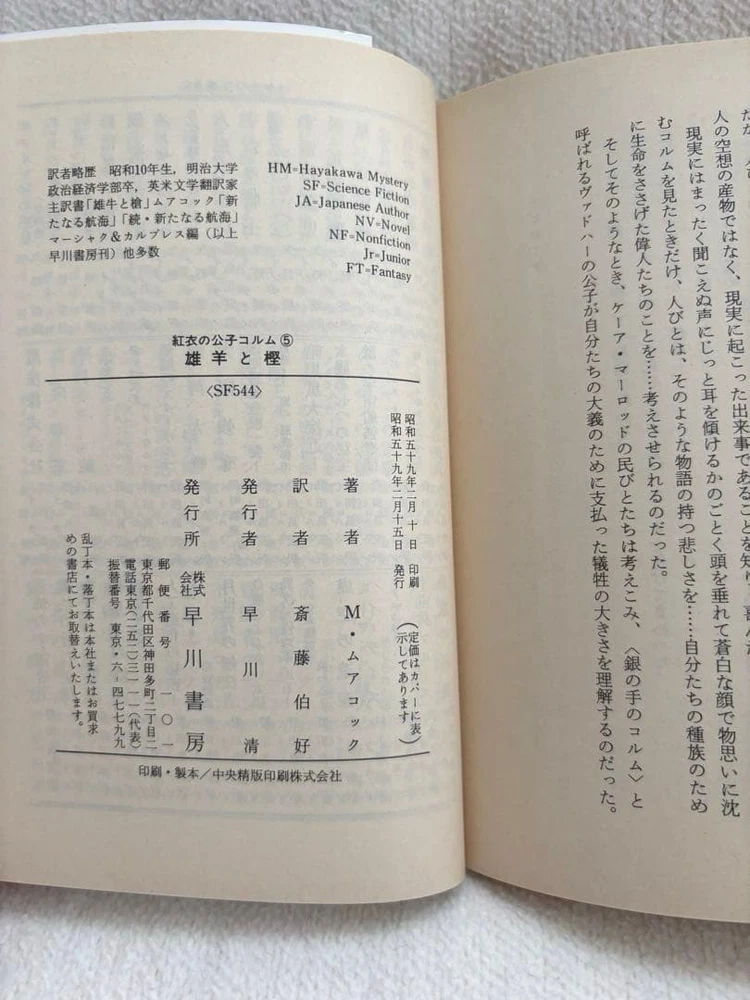 人の空想の産物ではなく、現実に起こった出来事であることを知り
現実にはまったく聞こえぬ声にじっと耳を傾けるかのごとく頭を垂れて蒼白な顔で物思いに沈
むコルムを見たときだけ、人びとは、そのような物語の持つ悲しさを……自分たちの種族のため
に生命をささげた偉人たちのことを……考えさせられるのだった。
そしてそのようなとき、ケーア・マーロッドの民びとたちは考えこみ、〈銀の手のコルム〉と
呼ばれるヴァドハーの公子が自分たちの大義のために支払った犠牲の大きさを理解するのだった。
HM=Hayakawa Mystery
SF=Science Fiction
JA=Japanese Author
NV=Novel
NF=Nonfiction
Jr=Junior
FT=Fantasy
訳者略歴 昭和10年生，明治大学
政治経済学部卒，英米文学翻訳家
主訳書「雄牛と槍」ムアコック「新
たなる航海」「続・新たなる航海」
マーシャク＆カルブレス編（以上
早川書房刊）他多数
紅衣の公子コルム⑤
雄羊と樫
〈SF544〉
昭和五十九年二月十日 印刷
昭和五十九年二月十五日 発行
（定価はカバーに表
示してあります）
著者 M・ムアコック
訳者 斎藤伯好
発行者 早川清
発行所 株式会社 早川書房
郵便番号 一〇一
東京都千代田区神田多町二丁目二
電話東京（二五二）三一一一（代表）
振替番号 東京・六－四七七九九
乱丁本・落丁本は本社またはお買求
めの書店にてお取替えいたします。
印刷・製本／中央精版印刷株式会社